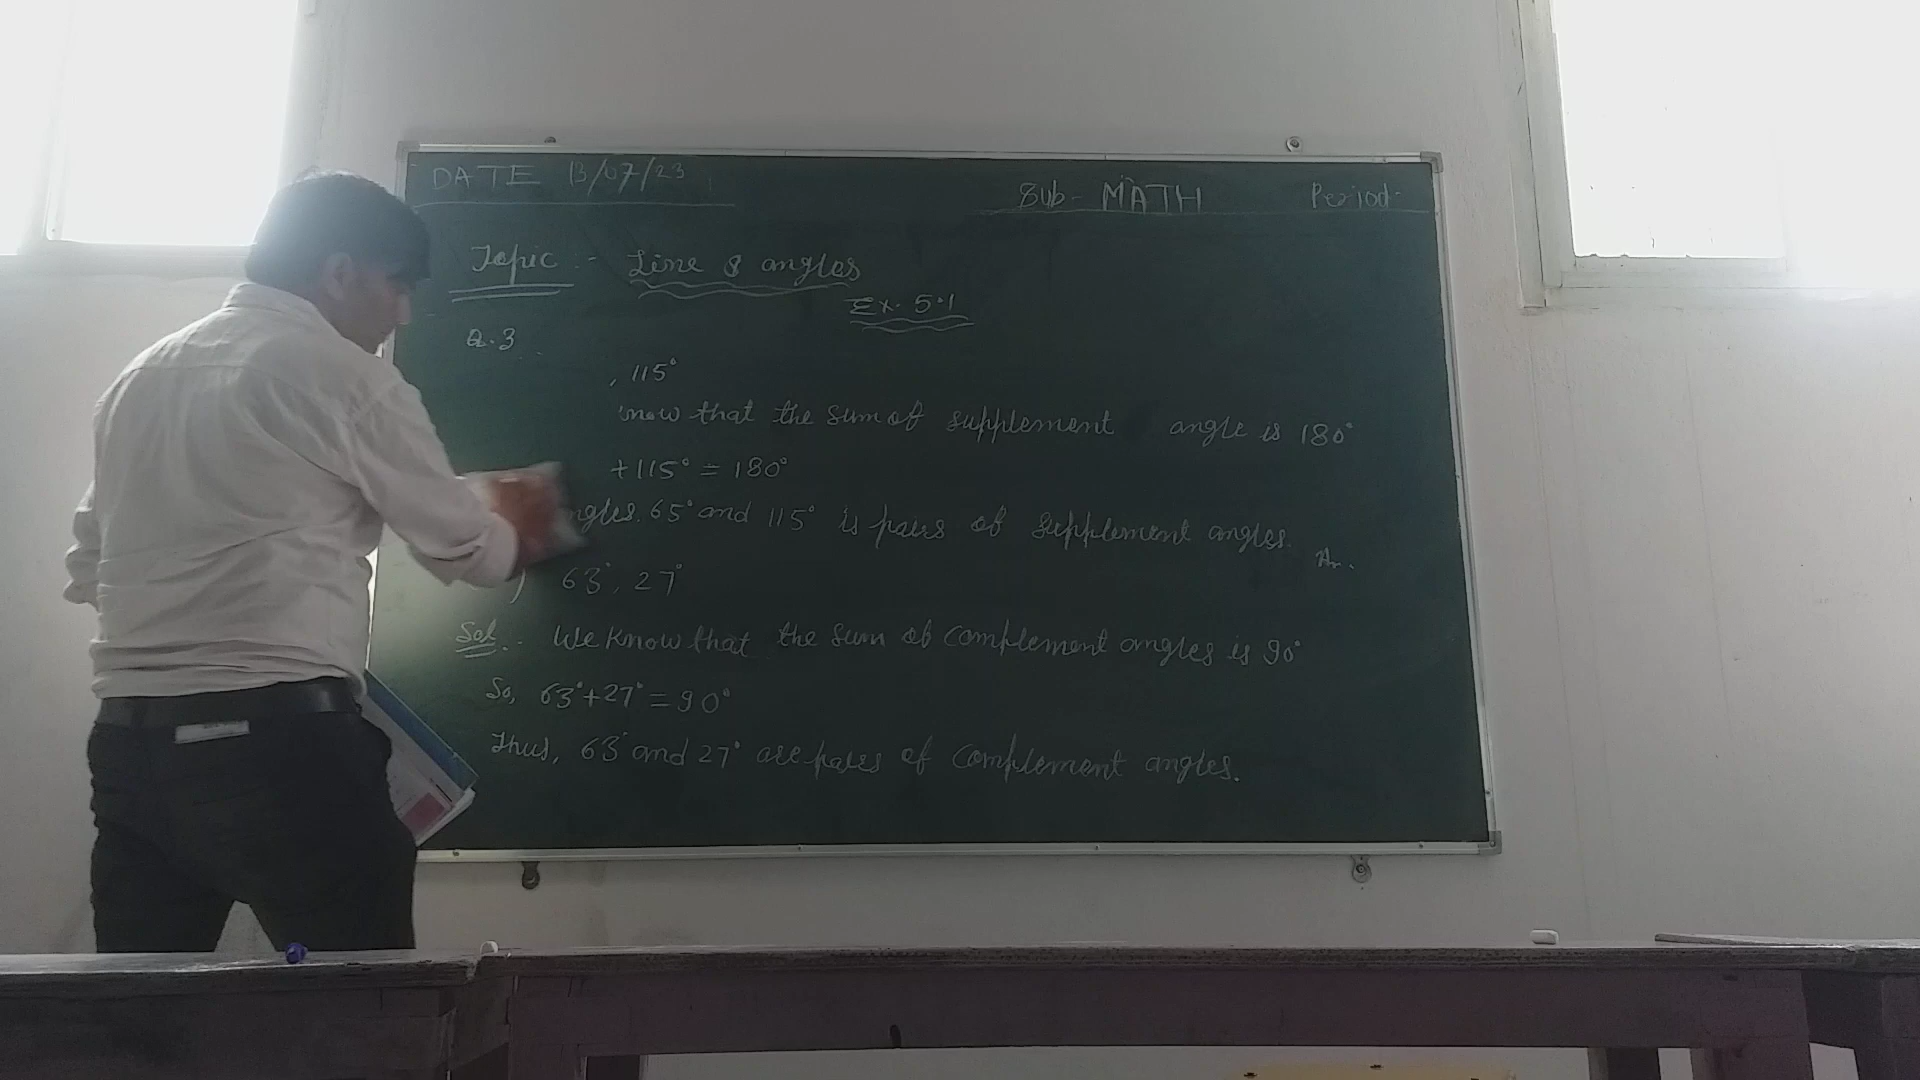 DATE 13/07/23
Sub- MATH
Period-
Topic :- Line & angles
Ex. 5.1
Q.3
, 115°
now that the sum of supplement angle is 180°
+115° = 180°
ngles. 65° and 115° is pairs of supplement angles.
An.
) 63°, 27°
Sol.. We know that the sum of complement angles is 90°
So, 63°+27° = 90°
Thus, 63° and 27° are paies of complement angles.